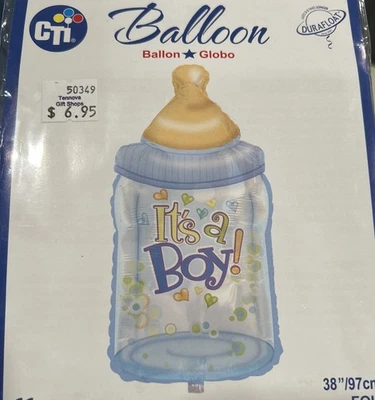 CTi®
Balloon
Ballon ★ Globo
DURAFLOAT
50349
Tennova
Gift Shops
$ 6.95
It's a
Boy!
38"/97cm